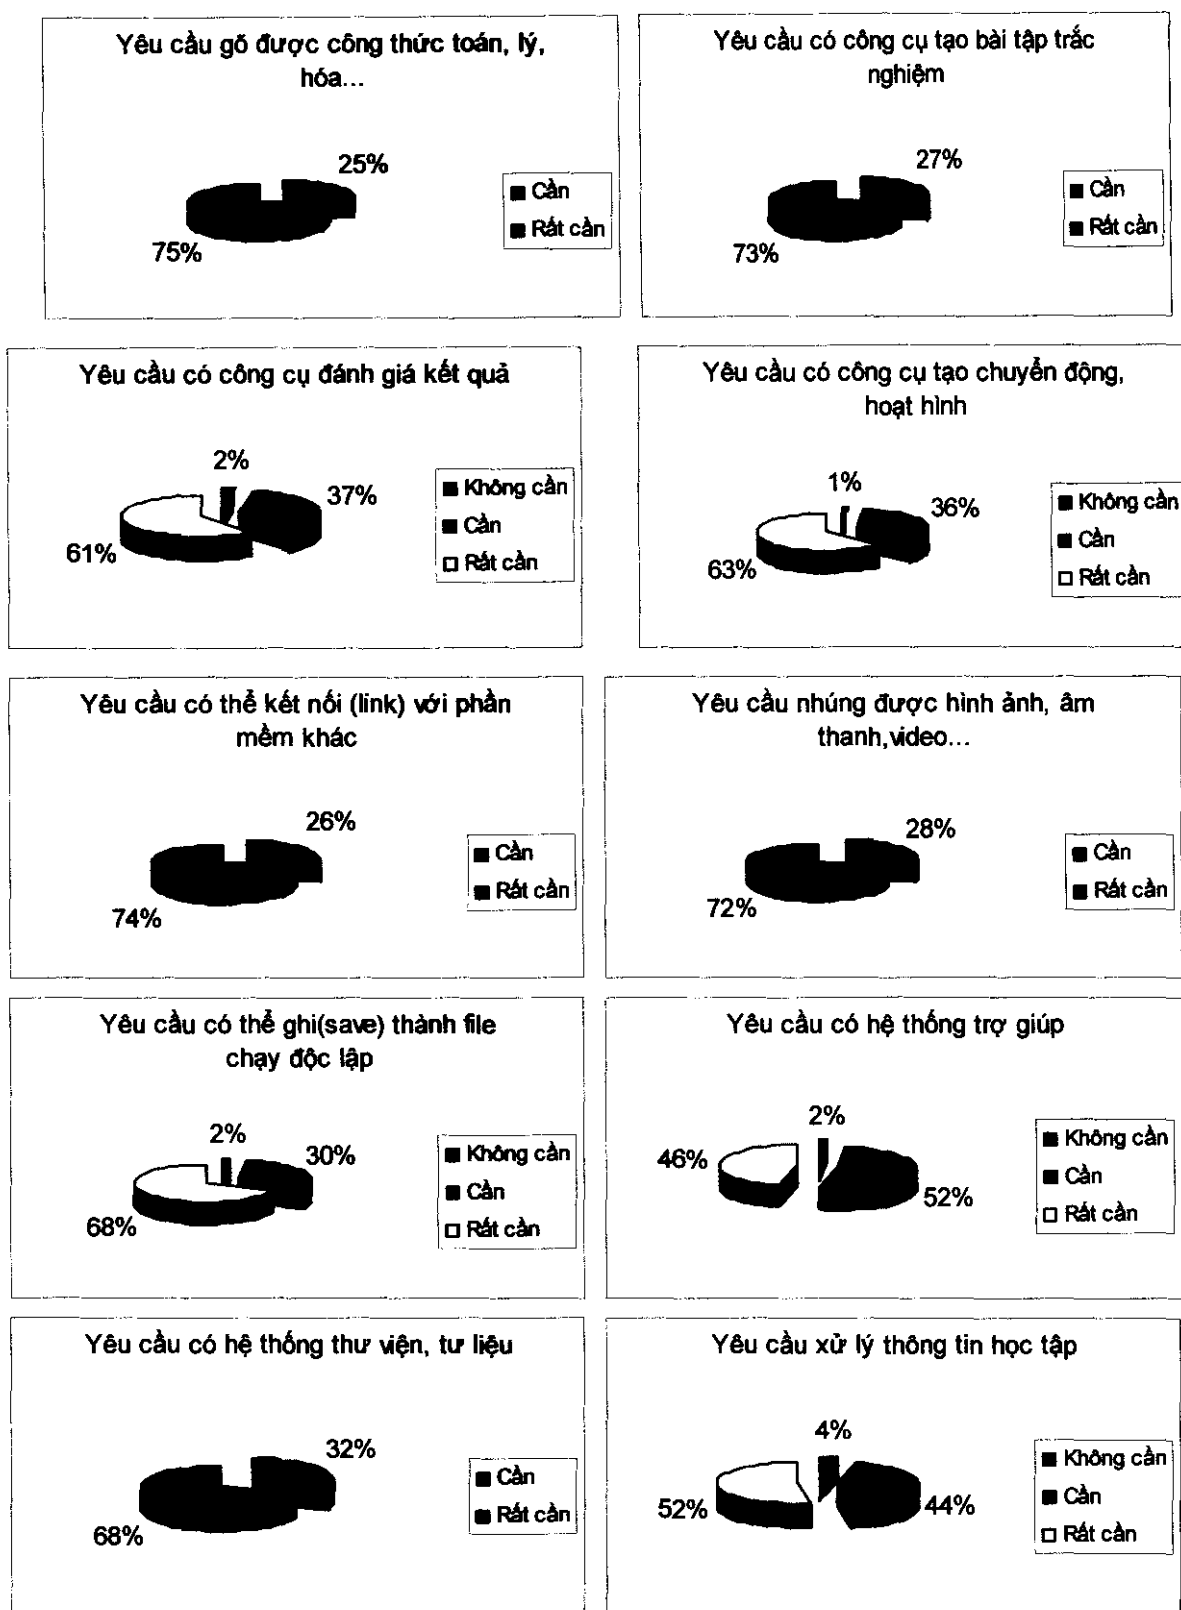 Yêu cầu gõ được công thức toán, lý,
hóa...
25%
75%
Cần
Rất cần
Yêu cầu có công cụ tạo bài tập trắc
nghiệm
27%
73%
Cần
Rất cần
Yêu cầu có công cụ đánh giá kết quả
2%
37%
61%
Không cần
Cần
Rất cần
Yêu cầu có công cụ tạo chuyển động,
hoạt hình
1%
36%
63%
Không cần
Cần
Rất cần
Yêu cầu có thể kết nối (link) với phần
mềm khác
26%
74%
Cần
Rất cần
Yêu cầu nhúng được hình ảnh, âm
thanh,video...
28%
72%
Cần
Rất cần
Yêu cầu có thể ghi(save) thành file
chạy độc lập
2%
30%
68%
Không cần
Cần
Rất cần
Yêu cầu có hệ thống trợ giúp
2%
46%
52%
Không cần
Cần
Rất cần
Yêu cầu có hệ thống thư viện, tư liệu
32%
68%
Cần
Rất cần
Yêu cầu xử lý thông tin học tập
4%
52%
44%
Không cần
Cần
Rất cần